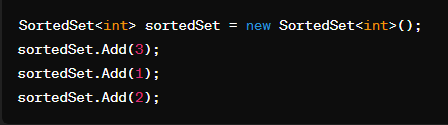 SortedSet<int> sortedSet = new SortedSet<int>();
sortedSet.Add(3);
sortedSet.Add(1);
sortedSet.Add(2);